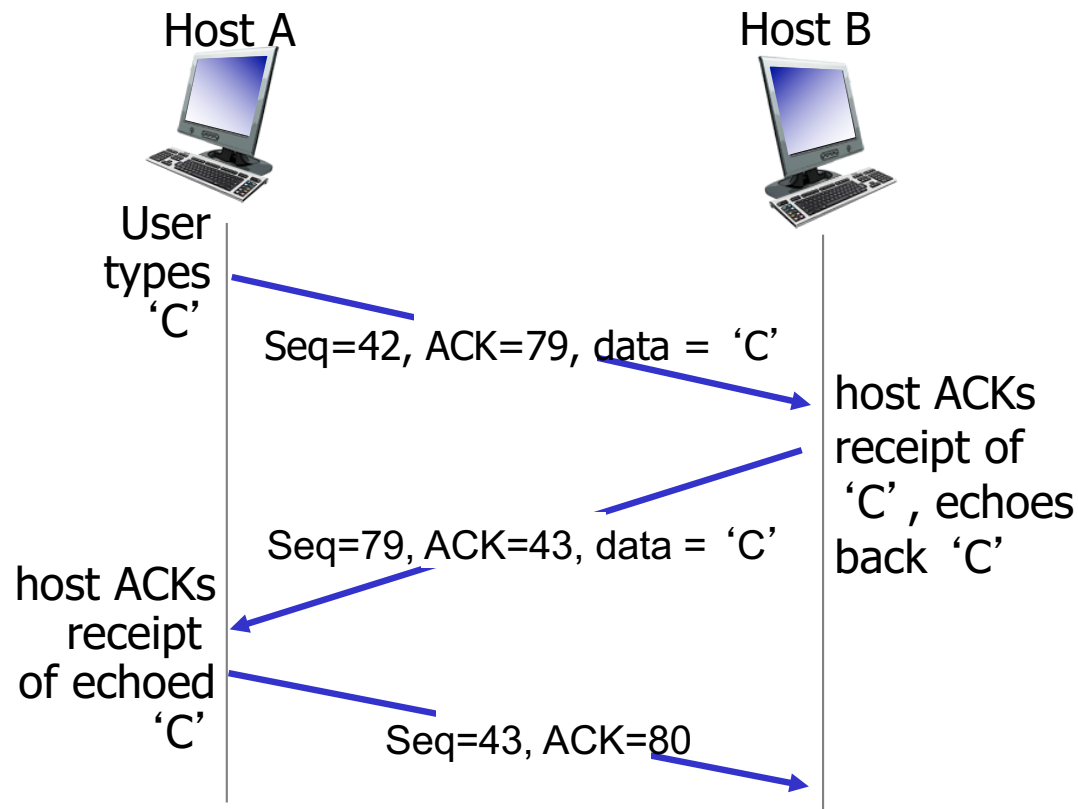 Host A
Host B
User
types
‘C’
Seq=42, ACK=79, data = ‘C’
host ACKs
receipt of
‘C’, echoes
back ‘C’
Seq=79, ACK=43, data = ‘C’
host ACKs
receipt
of echoed
‘C’
Seq=43, ACK=80